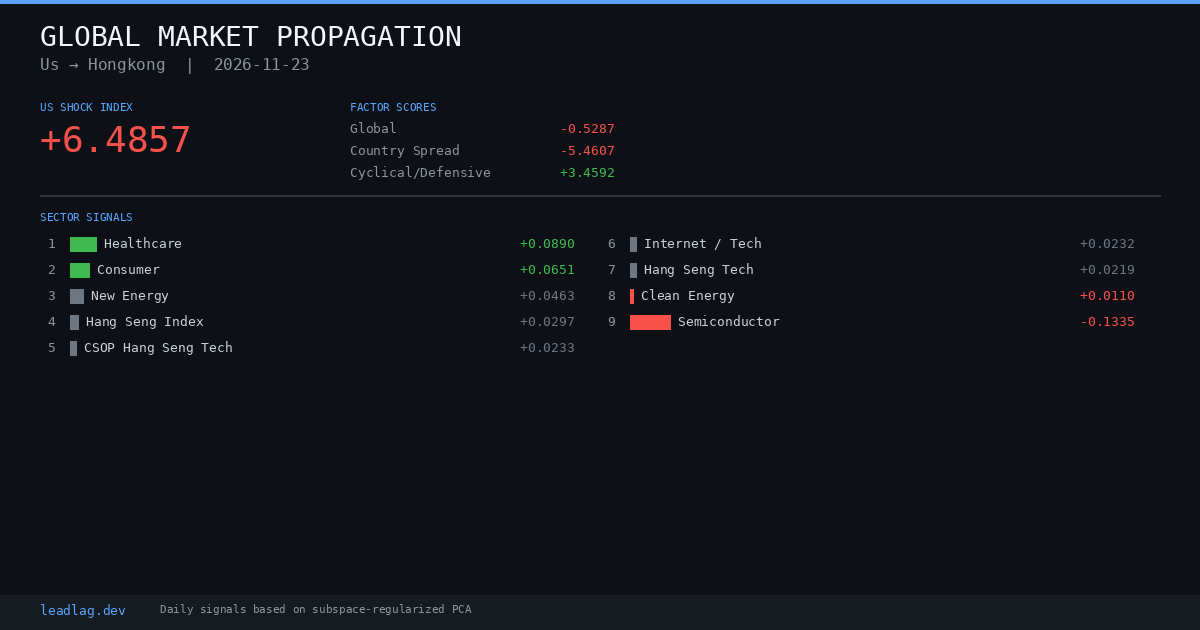 GLOBAL MARKET PROPAGATION
Us → Hongkong | 2026-11-23
US SHOCK INDEX
+6.4857
FACTOR SCORES
Global -0.5287
Country Spread -5.4607
Cyclical/Defensive +3.4592
SECTOR SIGNALS
1 Healthcare +0.0890
2 Consumer +0.0651
3 New Energy +0.0463
4 Hang Seng Index +0.0297
5 CSOP Hang Seng Tech +0.0233
6 Internet / Tech +0.0232
7 Hang Seng Tech +0.0219
8 Clean Energy +0.0110
9 Semiconductor -0.1335
leadlag.dev Daily signals based on subspace-regularized PCA